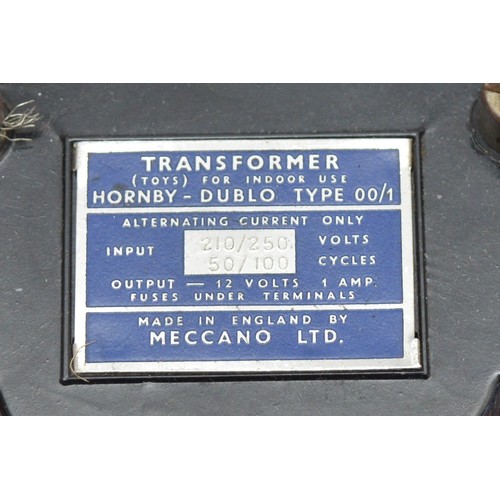 TRANSFORMER
(TOYS) FOR INDOOR USE
HORNBY - DUBLO TYPE 00/1
ALTERNATING CURRENT ONLY
INPUT 210/250 VOLTS
50/100 CYCLES
OUTPUT — 12 VOLTS 1 AMP.
FUSES UNDER TERMINALS
MADE IN ENGLAND BY
MECCANO LTD.